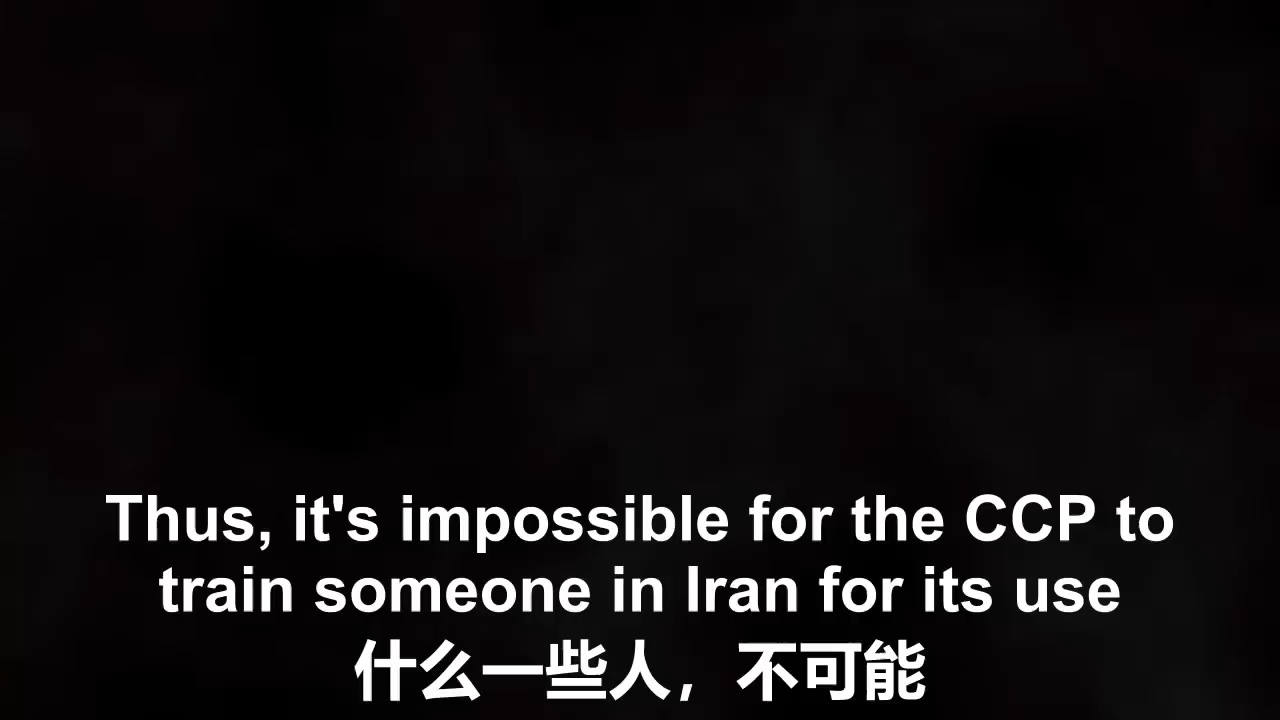 Thus, it's impossible for the CCP to
train someone in Iran for its use
什么一些人，不可能